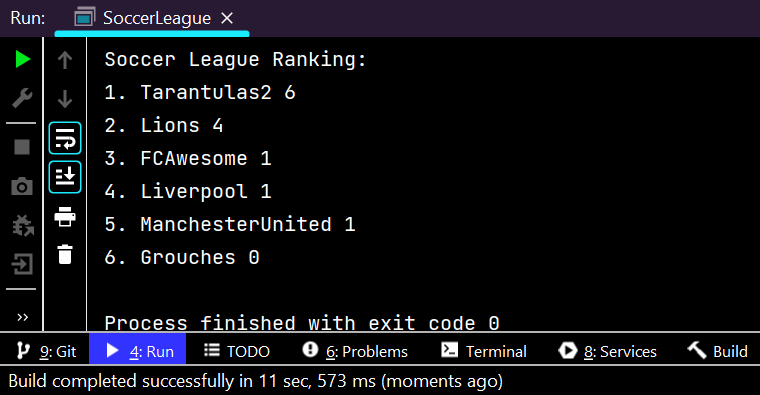 Run: SoccerLeague
Soccer League Ranking:
1. Tarantulas2 6
2. Lions 4
3. FCAwesome 1
4. Liverpool 1
5. ManchesterUnited 1
6. Grouches 0
Process finished with exit code 0
9: Git 4: Run TODO 6: Problems Terminal 8: Services Build
Build completed successfully in 11 sec, 573 ms (moments ago)